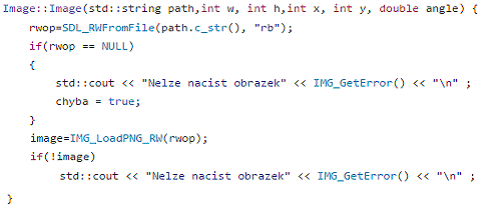 Image::Image(std::string path,int w, int h,int x, int y, double angle) {
    rwop=SDL_RWFromFile(path.c_str(), "rb");
    if(rwop == NULL)
    {
        std::cout << "Nelze nacist obrazek" << IMG_GetError() << "\n" ;
        chyba = true;
    }
    image=IMG_LoadPNG_RW(rwop);
    if(!image)
        std::cout << "Nelze nacist obrazek" << IMG_GetError() << "\n" ;
}